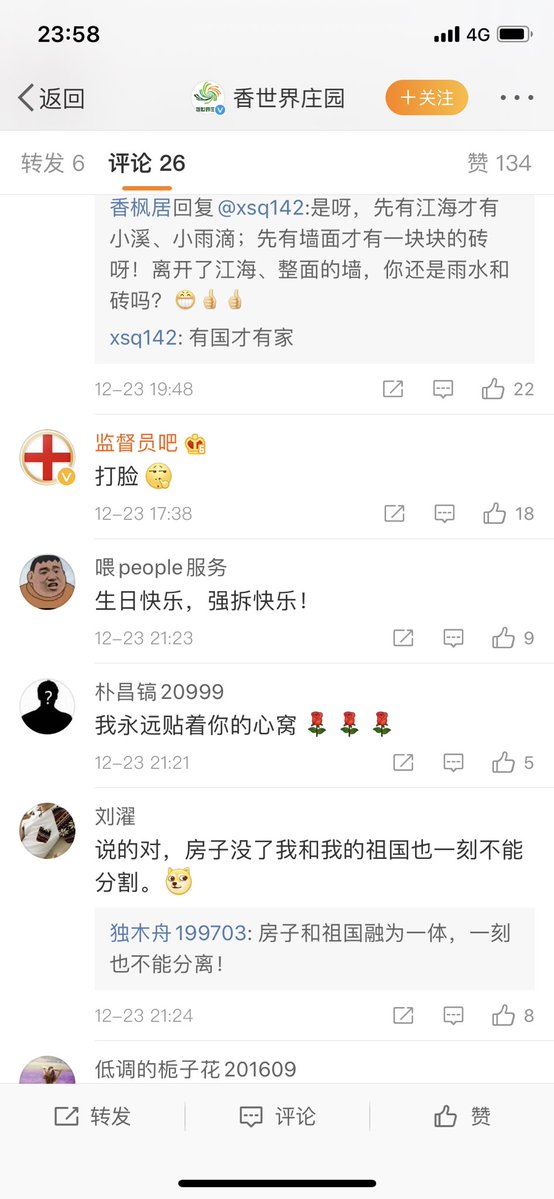 23:58
4G
返回
香世界庄园
+关注
转发 6
评论 26
赞 134
香枫居回复@xsq142:是呀，先有江海才有
小溪、小雨滴；先有墙面才有一块块的砖
呀！离开了江海、整面的墙，你还是雨水和
砖吗？😁👍👍
xsq142: 有国才有家
12-23 19:48
22
监督员吧
打脸
12-23 17:38
18
喂people服务
生日快乐，强拆快乐！
12-23 21:23
9
朴昌镐20999
我永远贴着你的心窝🌹🌹🌹
12-23 21:21
5
刘濯
说的对，房子没了我和我的祖国也一刻不能
分割。
独木舟199703: 房子和祖国融为一体，一刻
也不能分离！
12-23 21:24
8
低调的栀子花201609
转发
评论
赞